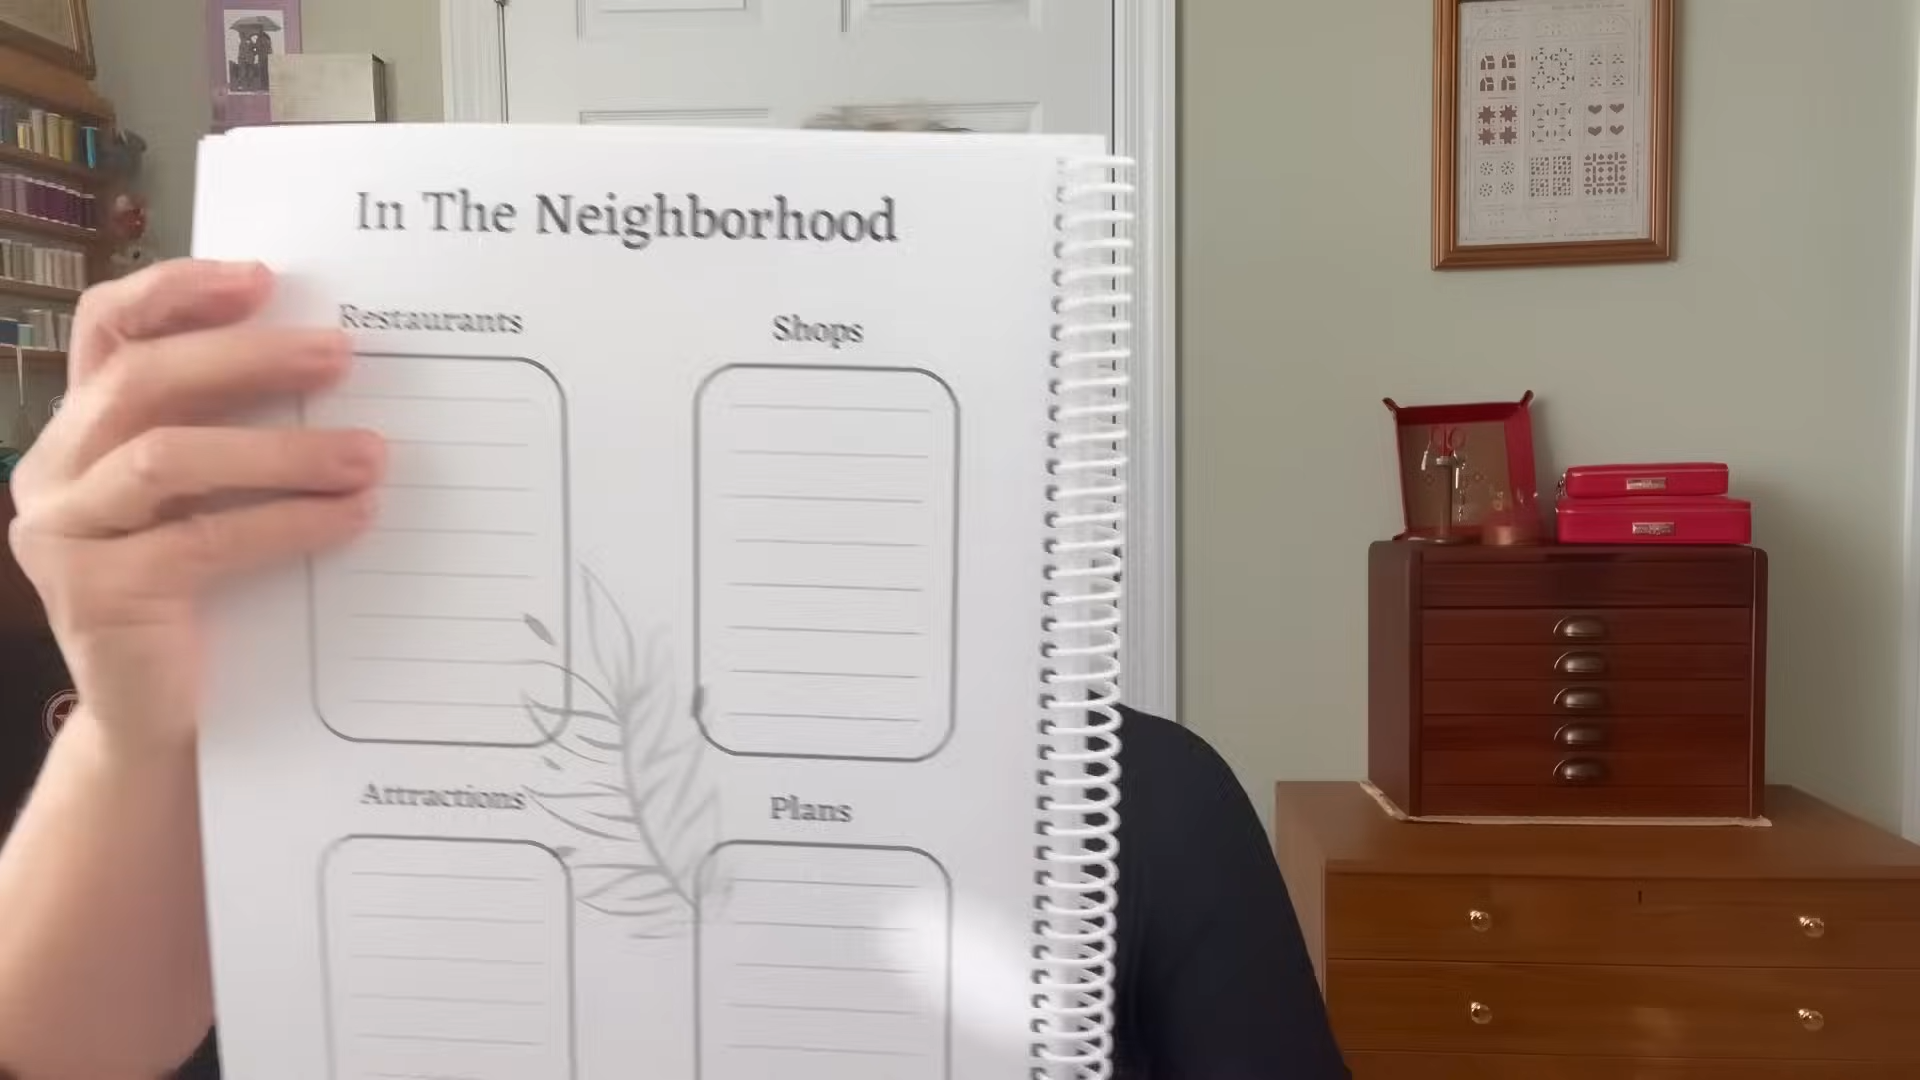 In The Neighborhood
Restaurants
Shops
Attractions
Plans